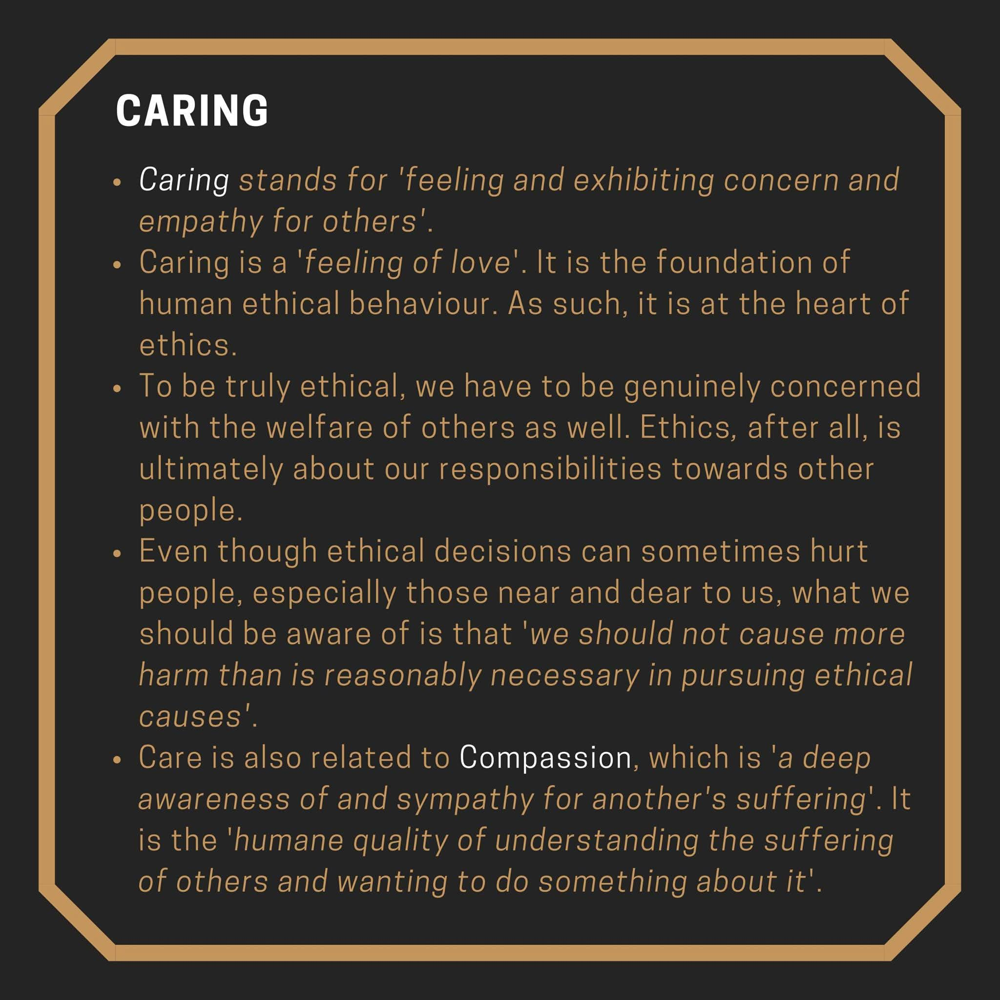 CARING
• Caring stands for 'feeling and exhibiting concern and
empathy for others'.
• Caring is a 'feeling of love'. It is the foundation of
human ethical behaviour. As such, it is at the heart of
ethics.
• To be truly ethical, we have to be genuinely concerned
with the welfare of others as well. Ethics, after all, is
ultimately about our responsibilities towards other
people.
• Even though ethical decisions can sometimes hurt
people, especially those near and dear to us, what we
should be aware of is that 'we should not cause more
harm than is reasonably necessary in pursuing ethical
causes'.
• Care is also related to Compassion, which is 'a deep
awareness of and sympathy for another's suffering'. It
is the 'humane quality of understanding the suffering
of others and wanting to do something about it'.